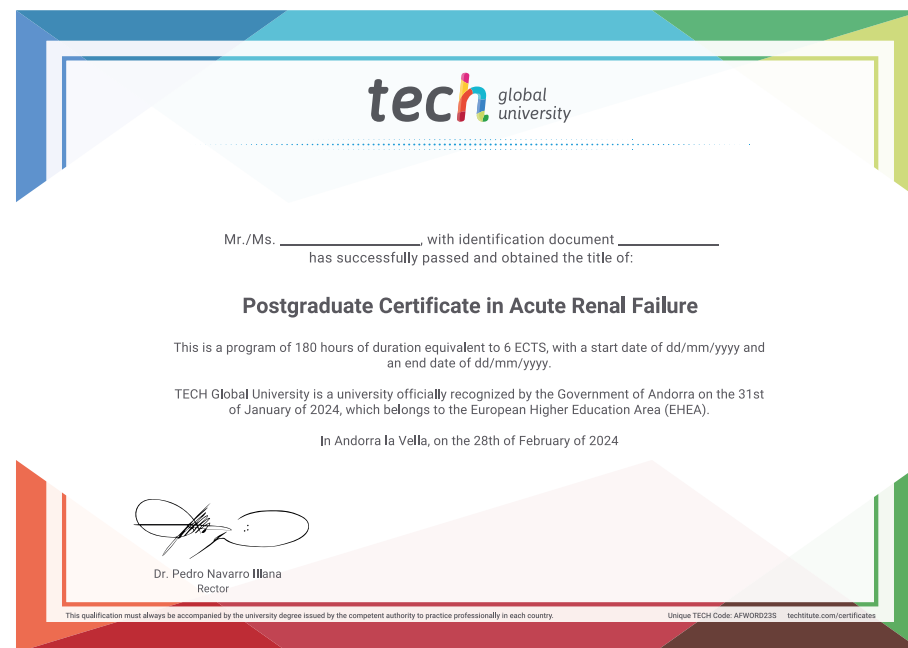 tech global
university
Mr./Ms. ____________, with identification document ____________
has successfully passed and obtained the title of:
Postgraduate Certificate in Acute Renal Failure
This is a program of 180 hours of duration equivalent to 6 ECTS, with a start date of dd/mm/yyyy and
an end date of dd/mm/yyyy.
TECH Global University is a university officially recognized by the Government of Andorra on the 31st
of January of 2024, which belongs to the European Higher Education Area (EHEA).
In Andorra la Vella, on the 28th of February of 2024
Dr. Pedro Navarro Illana
Rector
This qualification must always be accompanied by the university degree issued by the competent authority to practice professionally in each country. Unique TECH Code: AFWORD23S techtitute.com/certificates